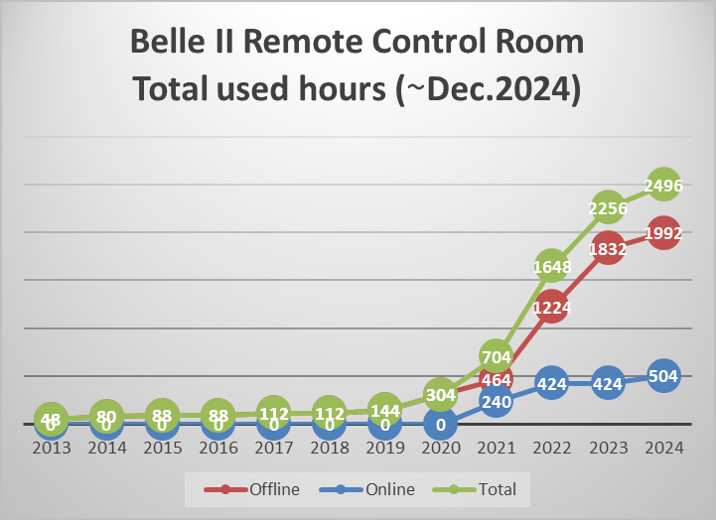 Belle II Remote Control Room
Total used hours (~Dec.2024)
2496
2256
1992
1832
1648
1224
704
464
504
424 424
240
304
48 80 88 88 112 112 144
0 0 0 0 0 0 0 0
2013 2014 2015 2016 2017 2018 2019 2020 2021 2022 2023 2024
Offline Online Total